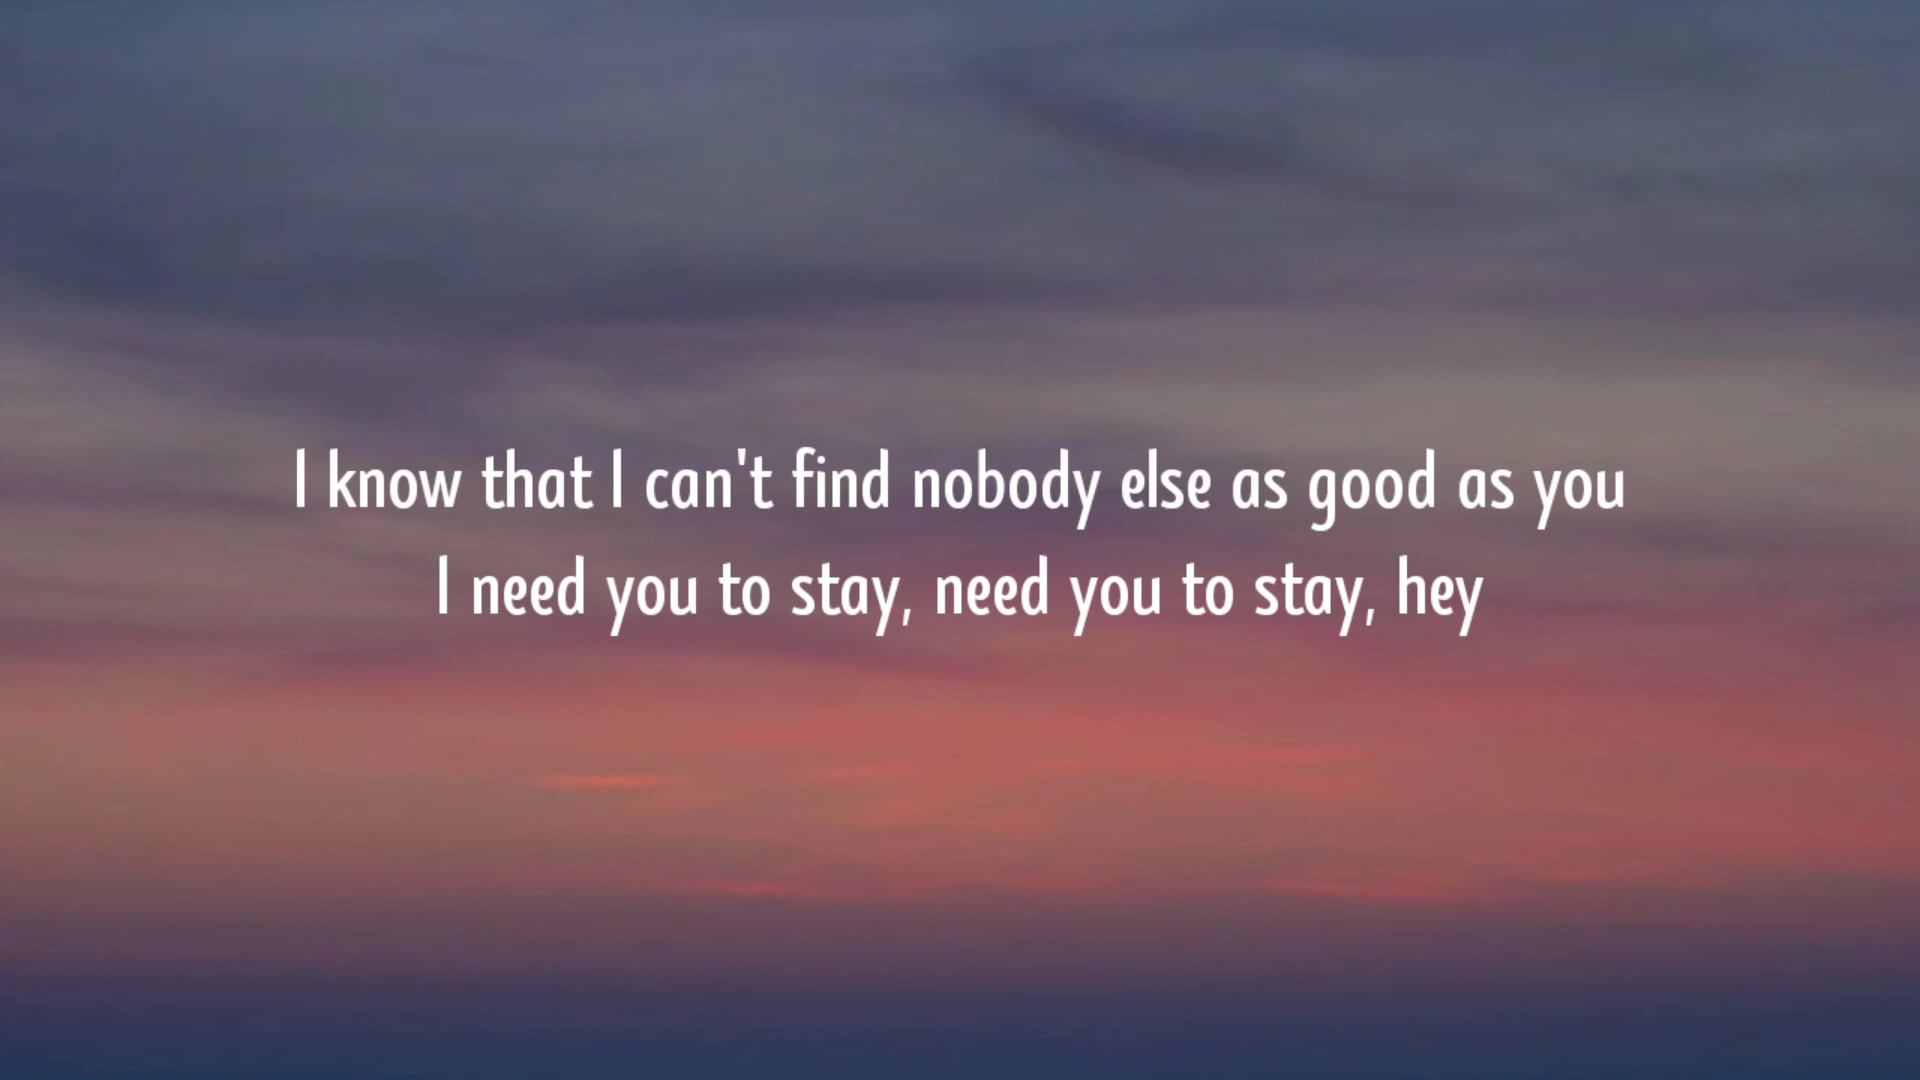 I know that I can't find nobody else as good as you
I need you to stay, need you to stay, hey